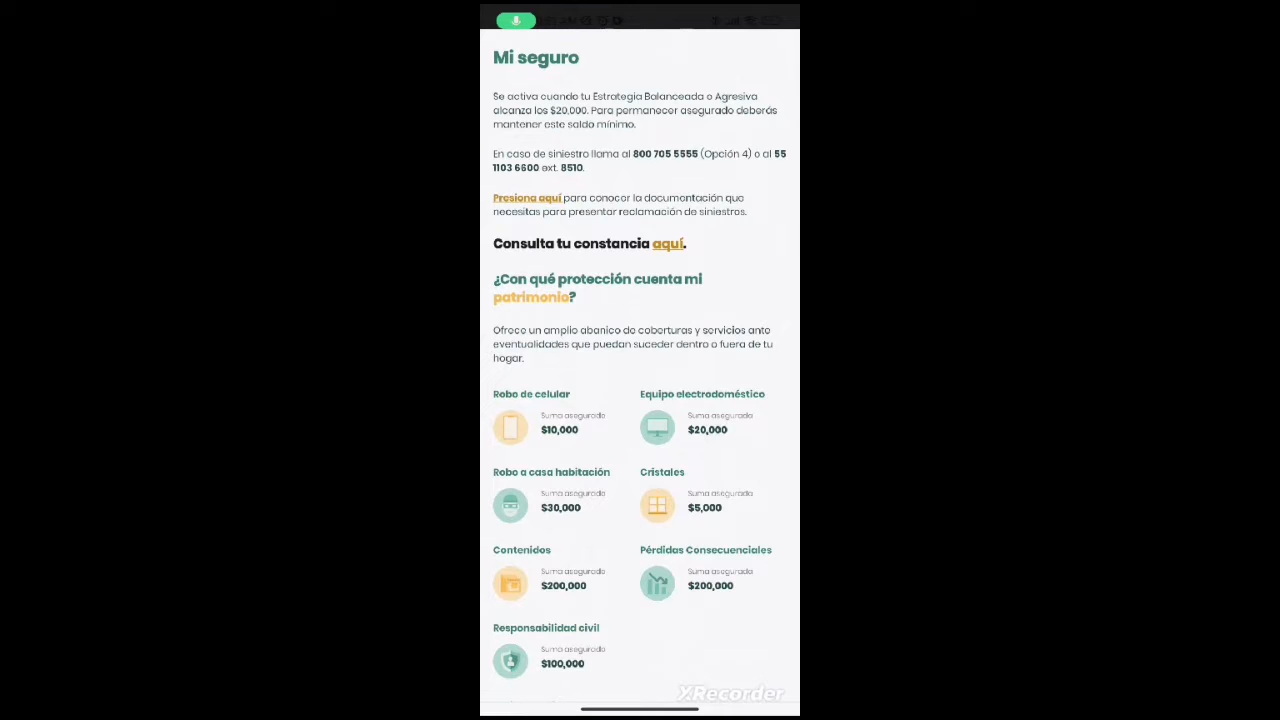 Mi seguro
Se activa cuando tu Estrategia Balanceada o Agresiva
alcanza los $20,000. Para permanecer asegurado deberás
mantener este saldo mínimo.
En caso de siniestro llama al 800 705 5555 (Opción 4) o al 55
1103 6600 ext. 8510.
Presiona aquí para conocer la documentación que
necesitas para presentar reclamación de siniestros.
Consulta tu constancia aquí.
¿Con qué protección cuenta mi
patrimonio?
Ofrece un amplio abanico de coberturas y servicios ante
eventualidades que puedan suceder dentro o fuera de tu
hogar.
Robo de celular
Suma asegurada
$10,000
Equipo electrodoméstico
Suma asegurada
$20,000
Robo a casa habitación
Suma asegurada
$30,000
Cristales
Suma asegurada
$5,000
Contenidos
Suma asegurada
$200,000
Pérdidas Consecuenciales
Suma asegurada
$200,000
Responsabilidad civil
Suma asegurada
$100,000
XRecorder